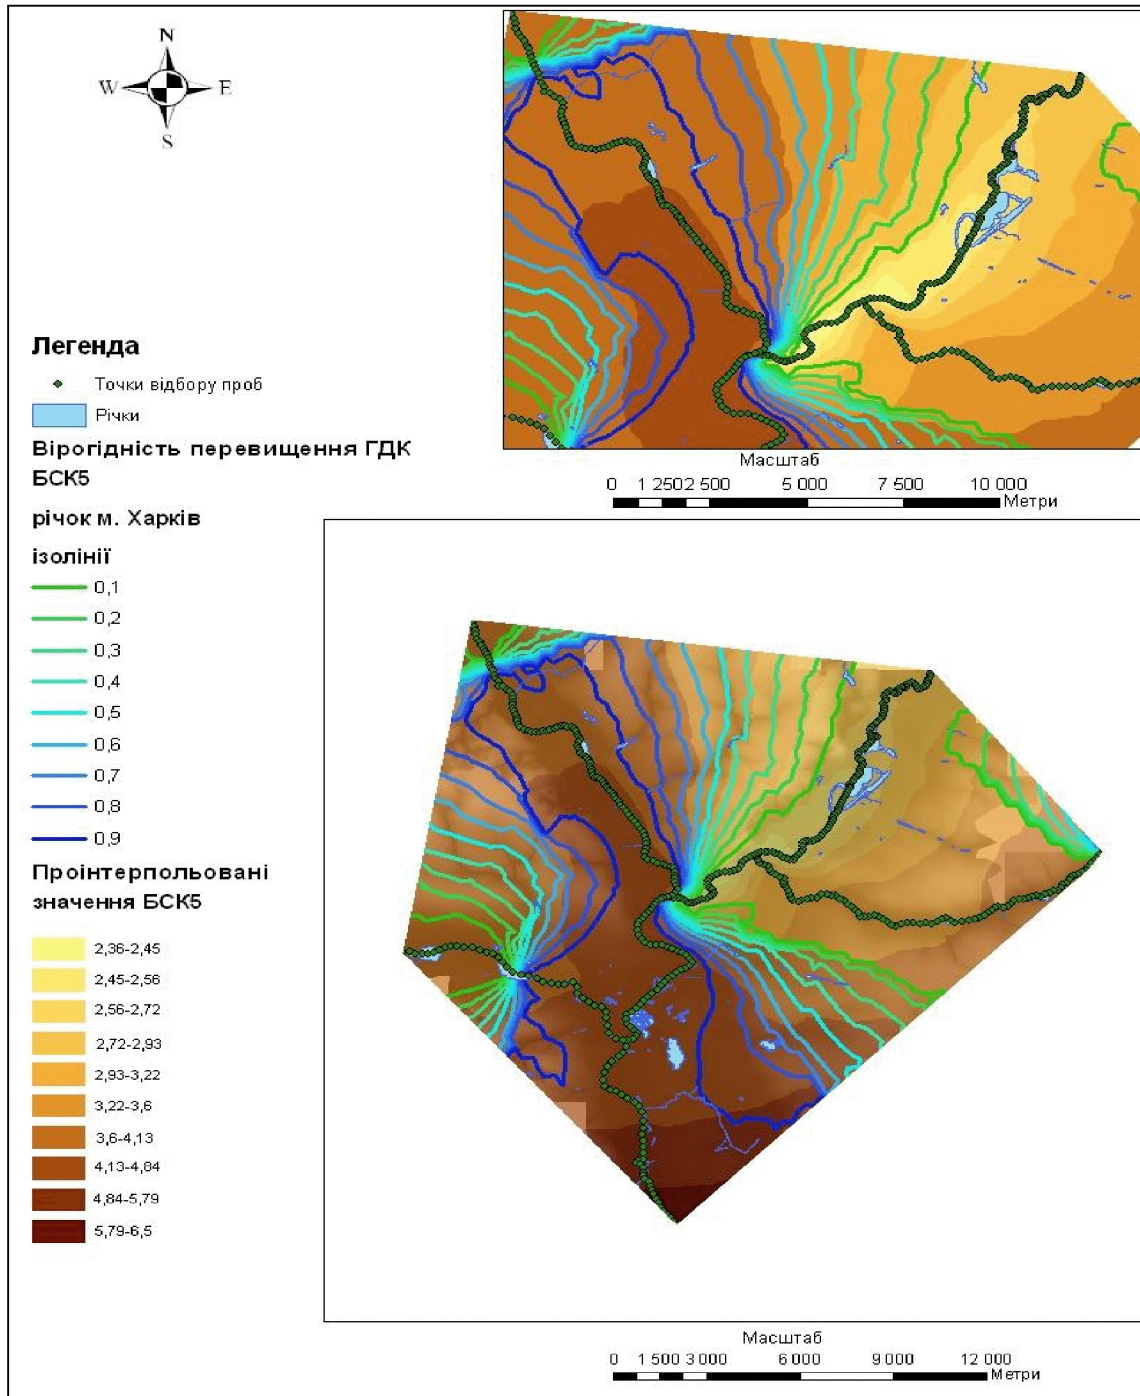 N
W E
S
Легенда
Точки відбору проб
Річки
Вірогідність перевищення ГДК
БСК5
річок м. Харків
ізолінії
0,1
0,2
0,3
0,4
0,5
0,6
0,7
0,8
0,9
Проінтерпольовані
значення БСК5
2,36-2,45
2,45-2,56
2,56-2,72
2,72-2,93
2,93-3,22
3,22-3,6
3,6-4,13
4,13-4,84
4,84-5,79
5,79-6,5
Масштаб
0 1 2502 500 5 000 7 500 10 000
Метри
Масштаб
0 1 500 3 000 6 000 9 000 12 000
Метри